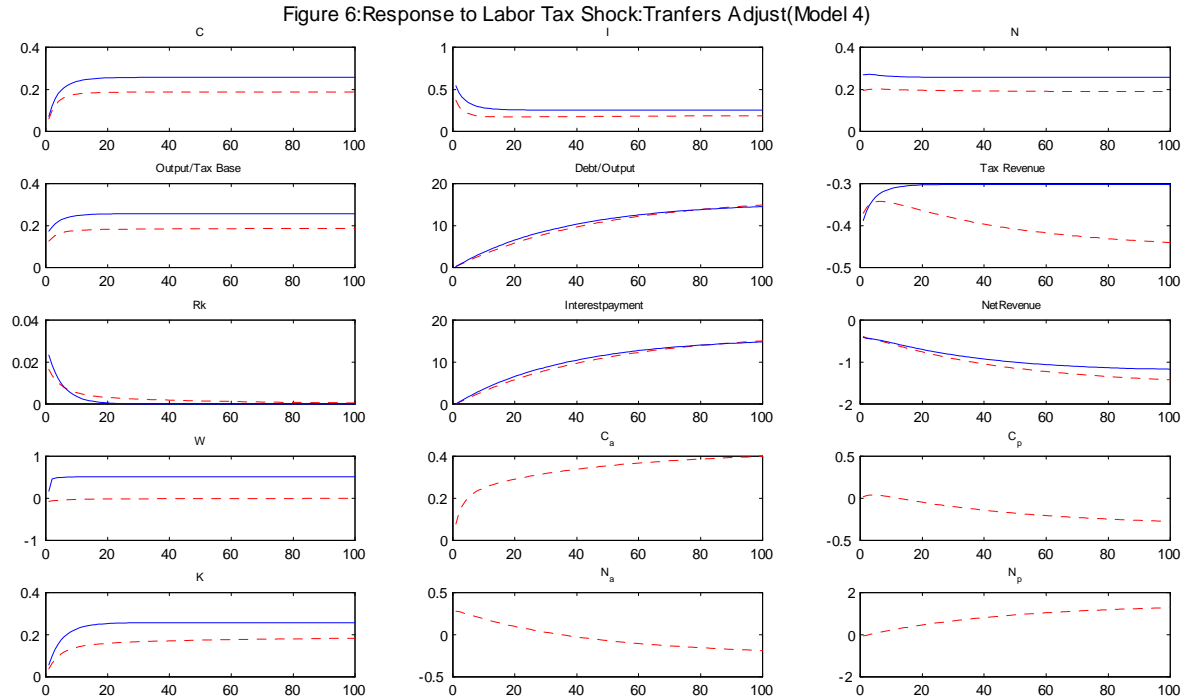 Figure 6:Response to Labor Tax Shock:Tranfers Adjust(Model 4)
C
0.4
0.2
0
0 20 40 60 80 100
I
1
0.5
0
0 20 40 60 80 100
N
0.4
0.2
0
0 20 40 60 80 100
Output/Tax Base
0.4
0.2
0
0 20 40 60 80 100
Debt/Output
20
10
0
0 20 40 60 80 100
Tax Revenue
-0.3
-0.4
-0.5
0 20 40 60 80 100
Rk
0.04
0.02
0
0 20 40 60 80 100
Interestpayment
20
10
0
0 20 40 60 80 100
NetRevenue
0
-1
-2
0 20 40 60 80 100
W
1
0
-1
0 20 40 60 80 100
C_a
0.4
0.2
0
0 20 40 60 80 100
C_p
0.5
0
-0.5
0 20 40 60 80 100
K
0.4
0.2
0
0 20 40 60 80 100
N_a
0.5
0
-0.5
0 20 40 60 80 100
N_p
2
0
-2
0 20 40 60 80 100